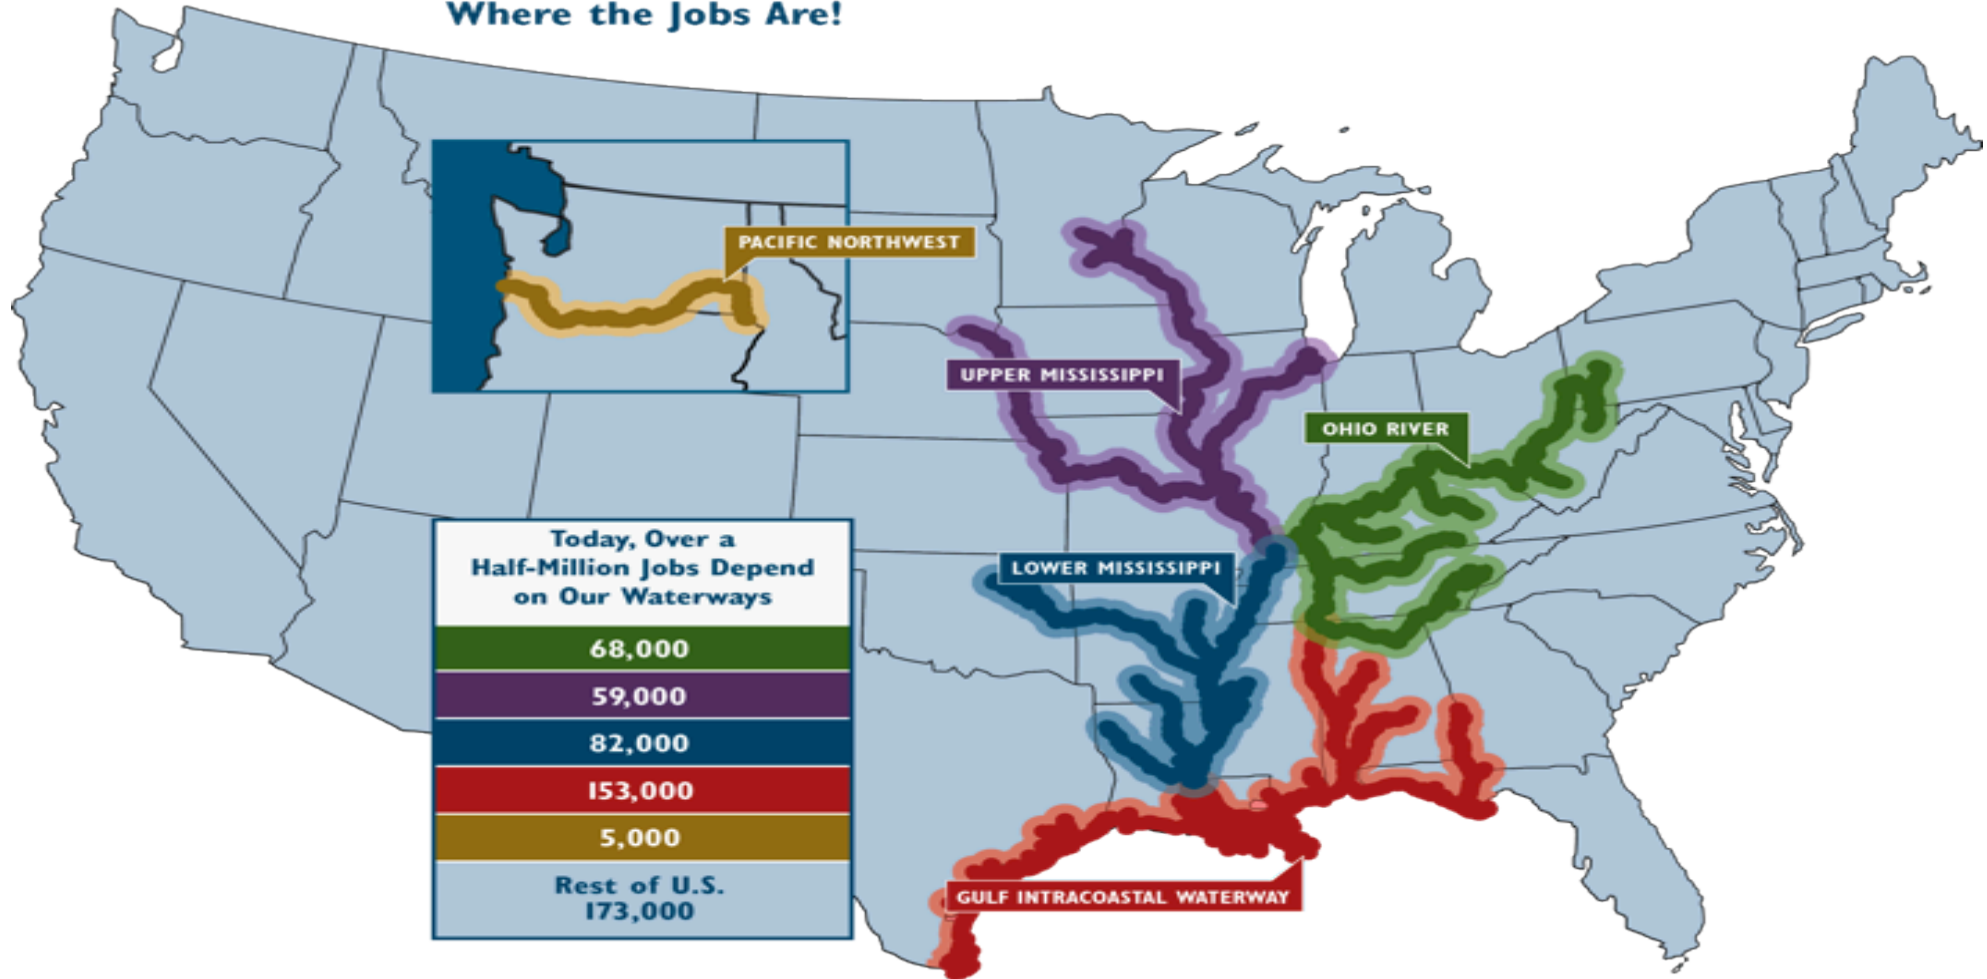 Where the Jobs Are!
PACIFIC NORTHWEST
UPPER MISSISSIPPI
OHIO RIVER
LOWER MISSISSIPPI
GULF INTRACOASTAL WATERWAY
Today, Over a
Half-Million Jobs Depend
on Our Waterways
68,000
59,000
82,000
153,000
5,000
Rest of U.S.
173,000